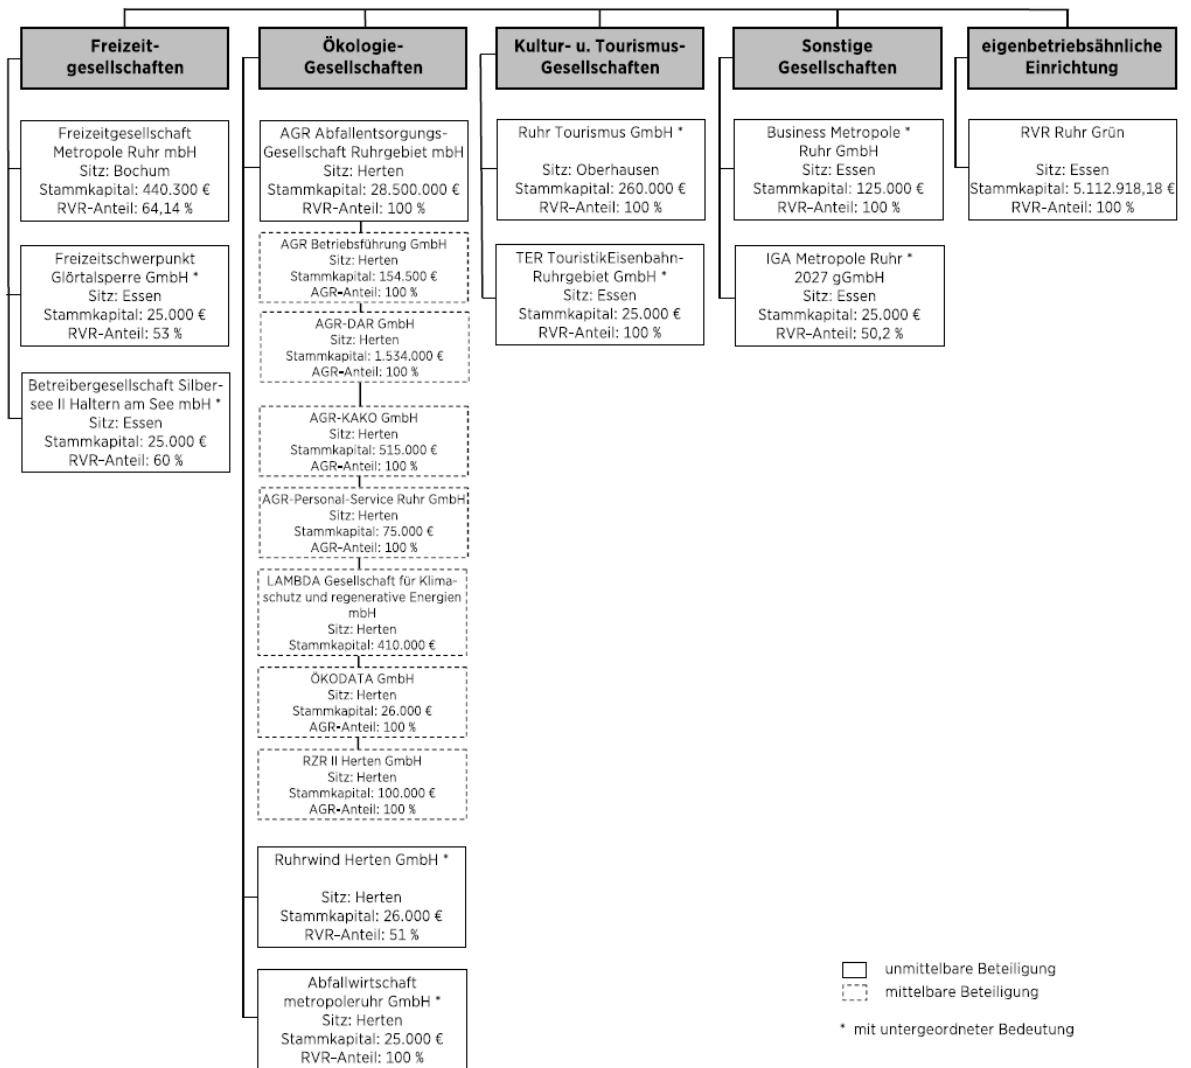 Freizeit-
gesellschaften
Freizeitgesellschaft
Metropole Ruhr mbH
Sitz: Bochum
Stammkapital: 440.300 €
RVR-Anteil: 64,14 %
Freizeitschwerpunkt
Glörtalsperre GmbH *
Sitz: Essen
Stammkapital: 25.000 €
RVR-Anteil: 53 %
Betreibergesellschaft Silber-
see II Haltern am See mbH *
Sitz: Essen
Stammkapital: 25.000 €
RVR-Anteil: 60 %
Ökologie-
Gesellschaften
AGR Abfallentsorgungs-
Gesellschaft Ruhrgebiet mbH
Sitz: Herten
Stammkapital: 28.500.000 €
RVR-Anteil: 100 %
AGR Betriebsführung GmbH
Sitz: Herten
Stammkapital: 154.500 €
AGR-Anteil: 100 %
AGR-DAR GmbH
Sitz: Herten
Stammkapital: 1.534.000 €
AGR-Anteil: 100 %
AGR-KAKO GmbH
Sitz: Herten
Stammkapital: 515.000 €
AGR-Anteil: 100 %
AGR-Personal-Service Ruhr GmbH
Sitz: Herten
Stammkapital: 75.000 €
AGR-Anteil: 100 %
LAMBDA Gesellschaft für Klima-
schutz und regenerative Energien
mbH
Sitz: Herten
Stammkapital: 410.000 €
ÖKODATA GmbH
Sitz: Herten
Stammkapital: 26.000 €
AGR-Anteil: 100 %
RZR II Herten GmbH
Sitz: Herten
Stammkapital: 100.000 €
AGR-Anteil: 100 %
Ruhrwind Herten GmbH *
Sitz: Herten
Stammkapital: 26.000 €
RVR-Anteil: 51 %
Abfallwirtschaft
metropoleruhr GmbH *
Sitz: Herten
Stammkapital: 25.000 €
RVR-Anteil: 100 %
Kultur- u. Tourismus-
Gesellschaften
Ruhr Tourismus GmbH *
Sitz: Oberhausen
Stammkapital: 260.000 €
RVR-Anteil: 100 %
TER TouristikEisenbahn-
Ruhrgebiet GmbH *
Sitz: Essen
Stammkapital: 25.000 €
RVR-Anteil: 100 %
Sonstige
Gesellschaften
Business Metropole *
Ruhr GmbH
Sitz: Essen
Stammkapital: 125.000 €
RVR-Anteil: 100 %
IGA Metropole Ruhr *
2027 gGmbH
Sitz: Essen
Stammkapital: 25.000 €
RVR-Anteil: 50,2 %
eigenbetriebsähnliche
Einrichtung
RVR Ruhr Grün
Sitz: Essen
Stammkapital: 5.112.918,18 €
RVR-Anteil: 100 %
unmittelbare Beteiligung
mittelbare Beteiligung
* mit untergeordneter Bedeutung